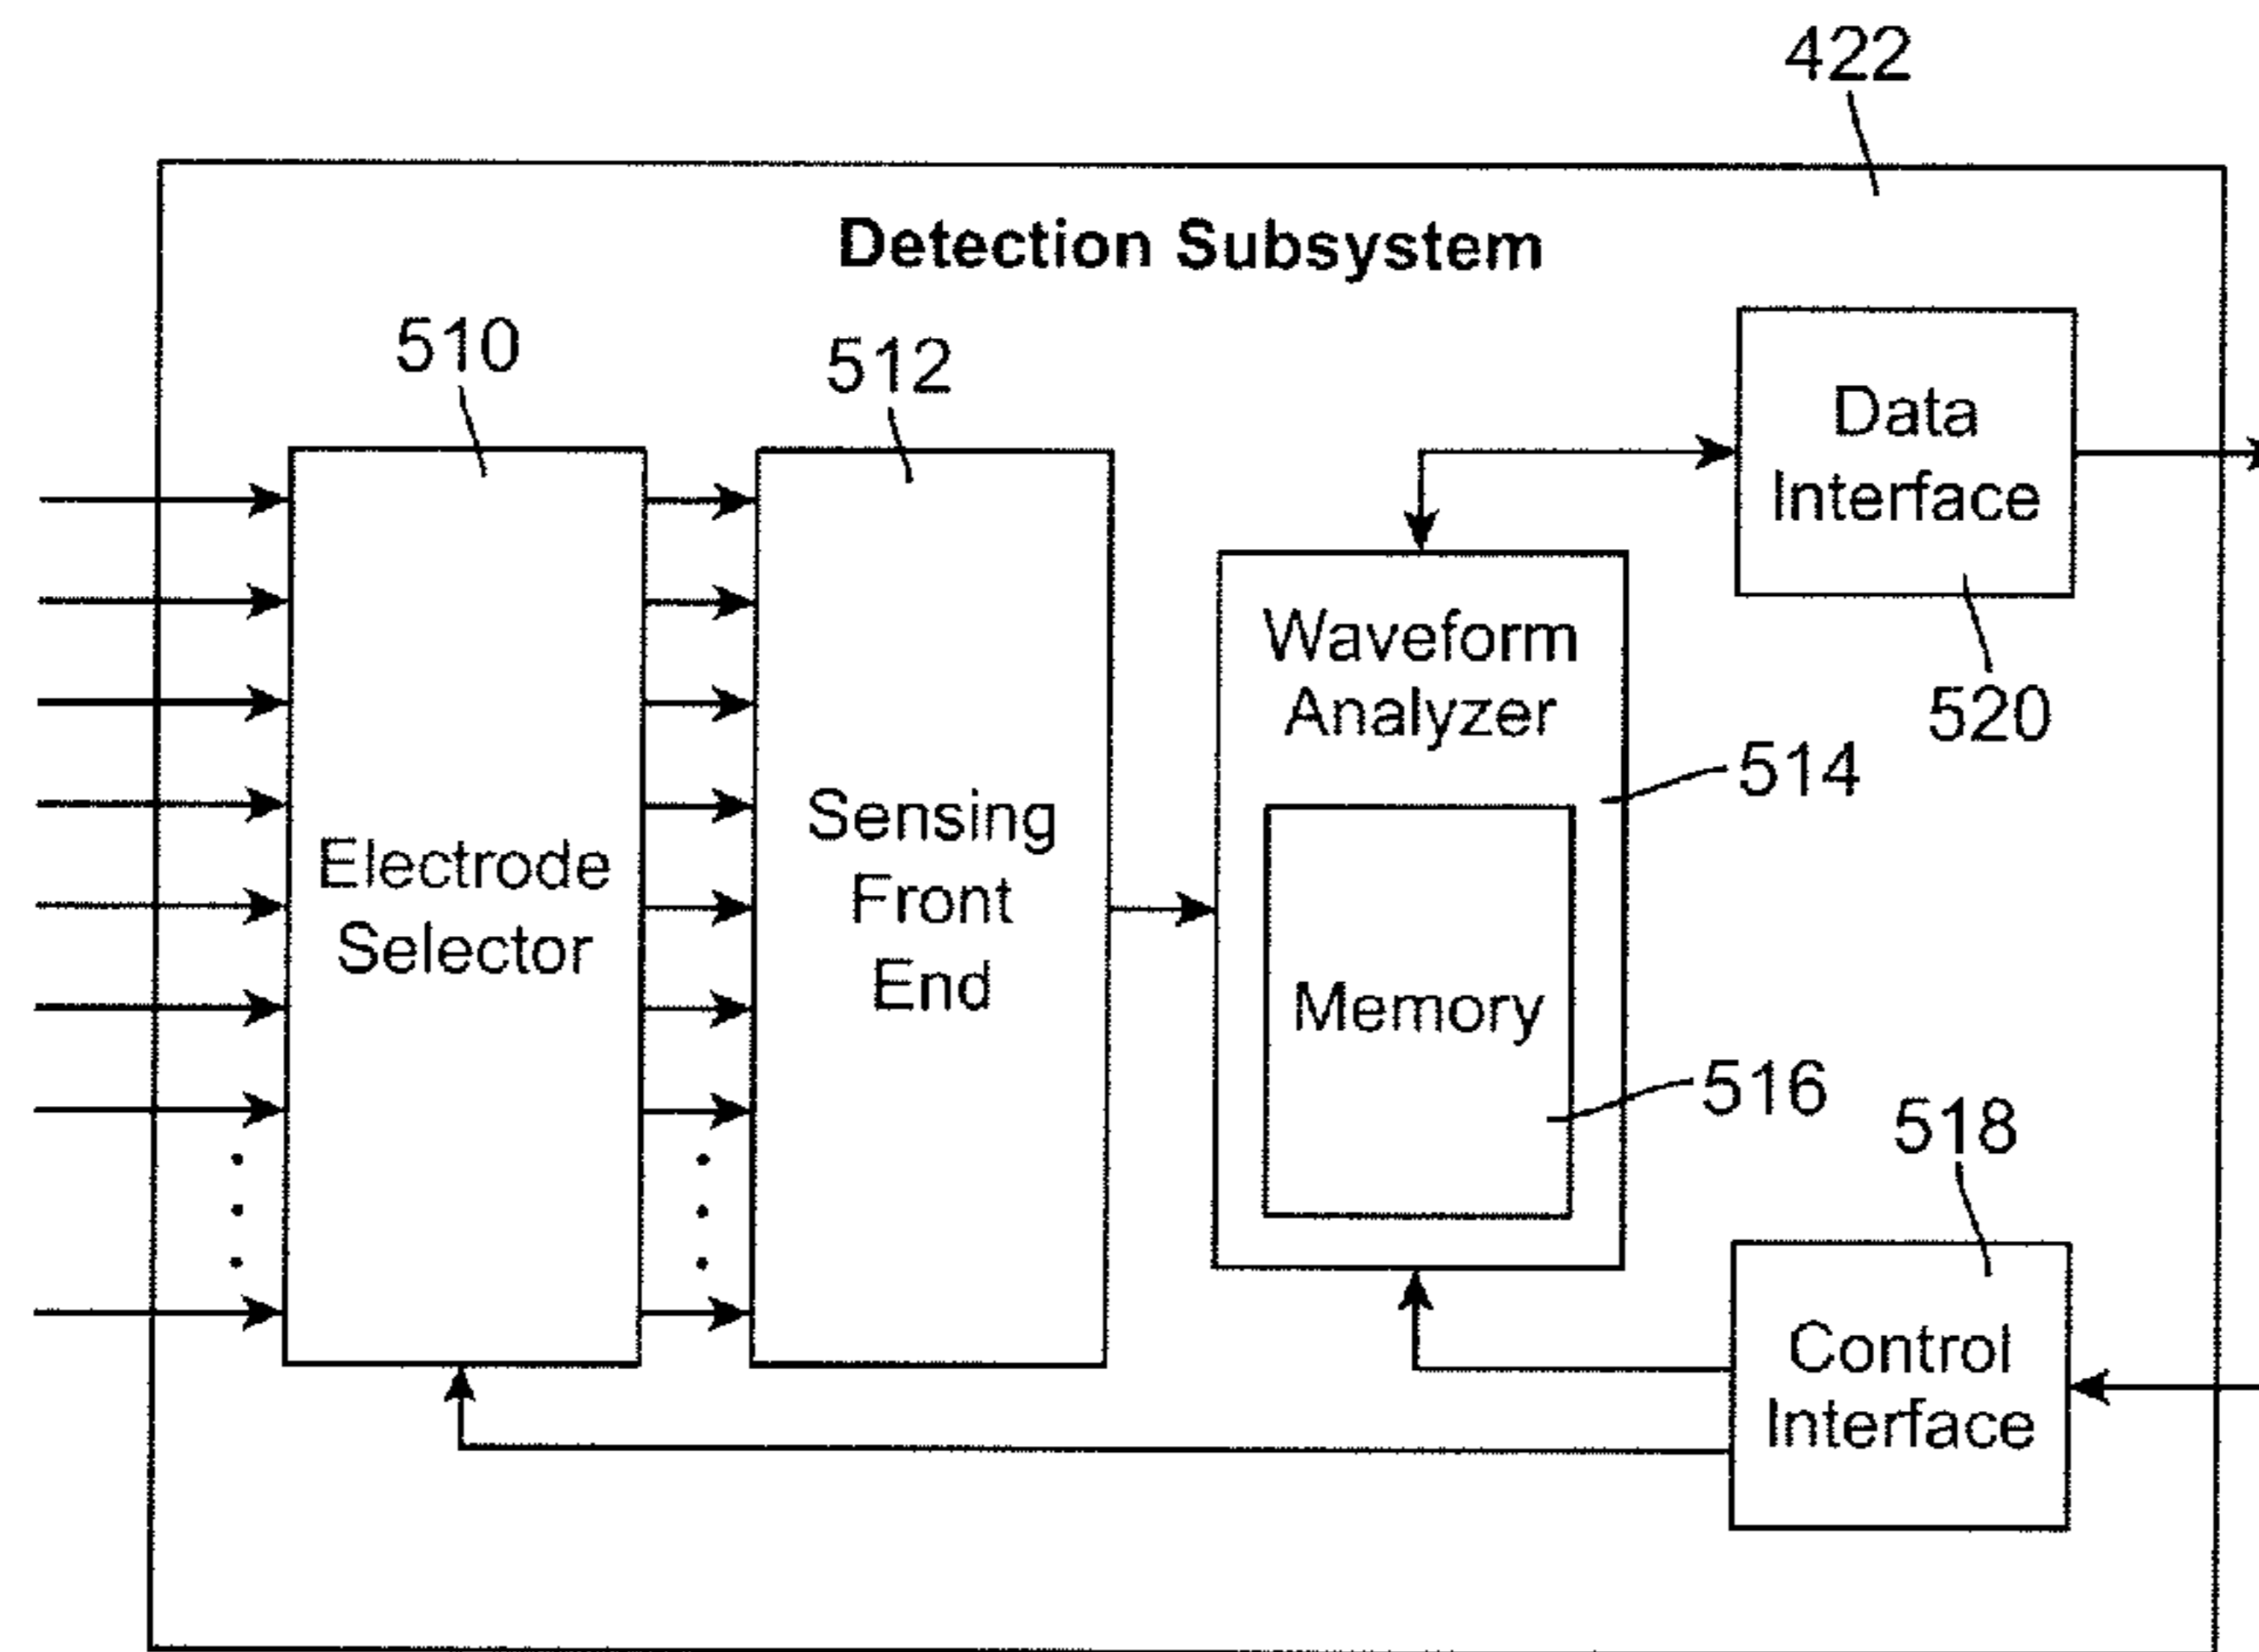 422
Detection Subsystem
510
512
Data
Interface
520
Waveform
Analyzer
514
Electrode
Selector
Sensing
Front
End
Memory
516
518
Control
Interface